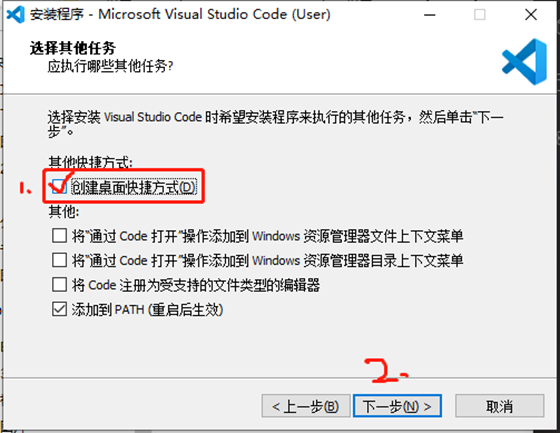 安装程序 - Microsoft Visual Studio Code (User)
选择其他任务
应执行哪些其他任务?
选择安装 Visual Studio Code 时希望安装程序来执行的其他任务，然后单击“下一
步”。
其他快捷方式:
1.
创建桌面快捷方式(D)
其他:
将“通过 Code 打开”操作添加到 Windows 资源管理器文件上下文菜单
将“通过 Code 打开”操作添加到 Windows 资源管理器目录上下文菜单
将 Code 注册为受支持的文件类型的编辑器
添加到 PATH (重启后生效)
2.
< 上一步(B)
下一步(N) >
取消